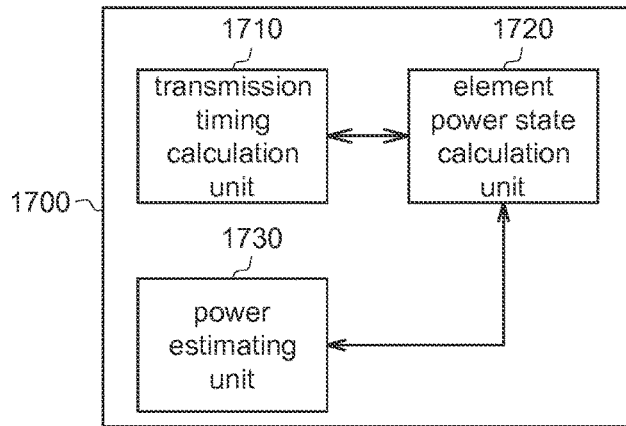 1710
transmission
timing
calculation
unit
1720
element
power state
calculation
unit
1700
1730
power
estimating
unit